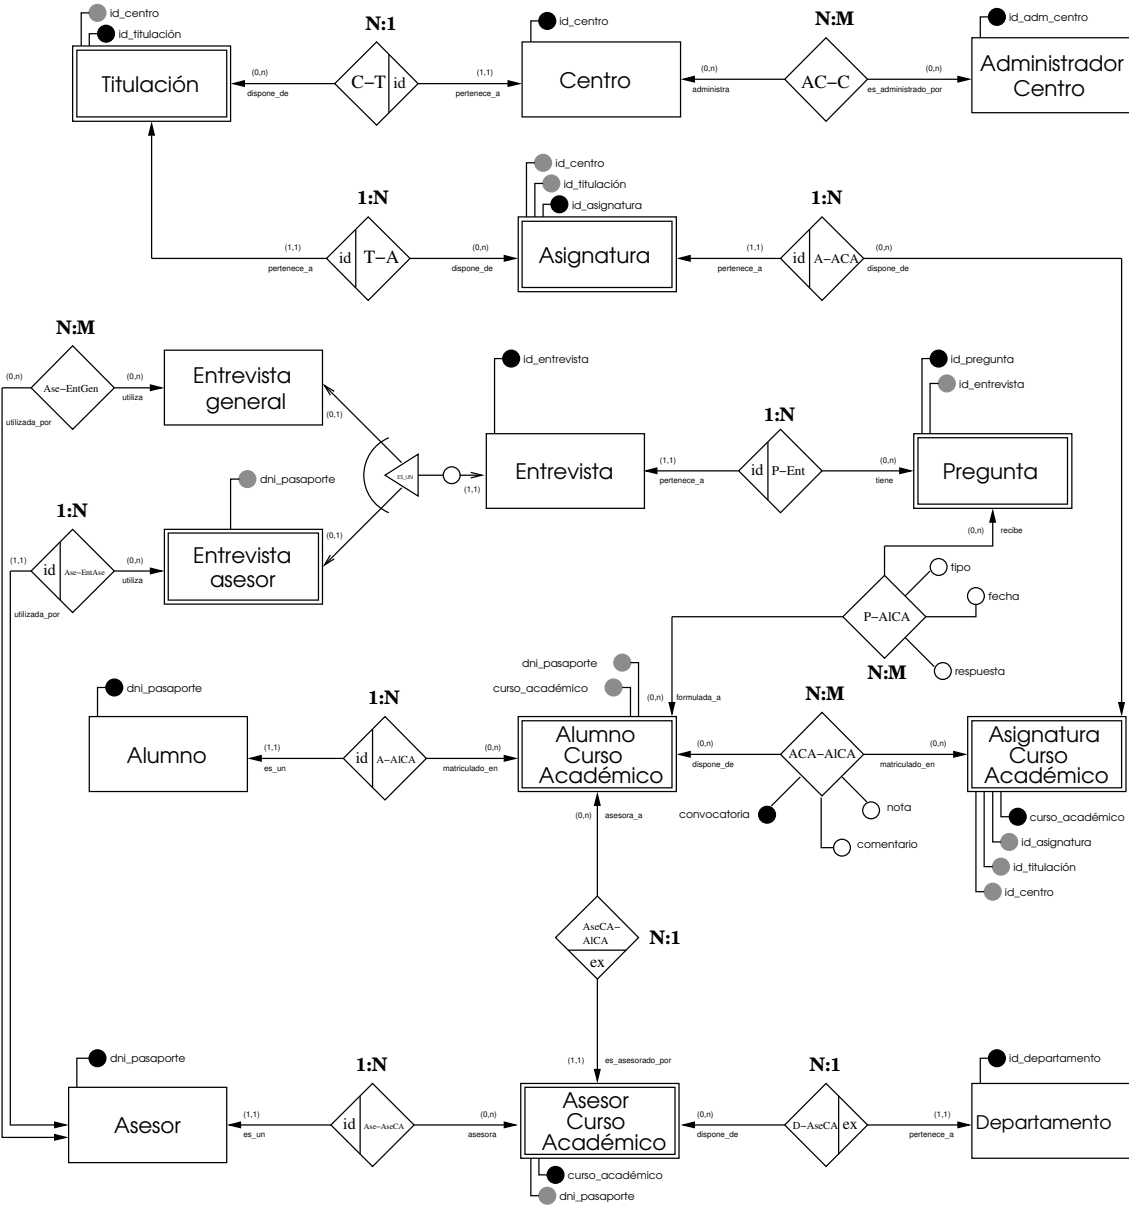 id_centro
id_titulación
Titulación
(0,n)
dispone_de
N:1
C–T
id
(1,1)
pertenece_a
id_centro
Centro
(0,n)
administra
N:M
AC–C
(0,n)
es_administrado_por
id_adm_centro
Administrador
Centro
(1,1)
pertenece_a
1:N
id
T–A
(0,n)
dispone_de
id_centro
id_titulación
id_asignatura
Asignatura
(1,1)
pertenece_a
1:N
id
A–ACA
(0,n)
dispone_de
N:M
(0,n)
utilizada_por
Ase–EntGen
(0,n)
utiliza
Entrevista
general
(0,1)
ES_UN
(1,1)
(0,1)
id_entrevista
Entrevista
(1,1)
pertenece_a
1:N
id
P–Ent
(0,n)
tiene
id_pregunta
id_entrevista
Pregunta
1:N
(1,1)
utilizada_por
id
Ase–EntAse
(0,n)
utiliza
dni_pasaporte
Entrevista
asesor
(0,n)
recibe
P–AlCA
N:M
tipo
fecha
respuesta
(0,n)
formulada_a
dni_pasaporte
Alumno
(1,1)
es_un
1:N
id
A–AlCA
(0,n)
matriculado_en
dni_pasaporte
curso_académico
Alumno
Curso
Académico
(0,n)
dispone_de
N:M
ACA–AlCA
(0,n)
matriculado_en
convocatoria
nota
comentario
Asignatura
Curso
Académico
curso_académico
id_asignatura
id_titulación
id_centro
(0,n)
asesora_a
AseCA–
AlCA
ex
N:1
(1,1)
es_asesorado_por
dni_pasaporte
Asesor
(1,1)
es_un
1:N
id
Ase–AseCA
(0,n)
asesora
Asesor
Curso
Académico
curso_académico
dni_pasaporte
(0,n)
dispone_de
N:1
D–AseCA
ex
(1,1)
pertenece_a
id_departamento
Departamento